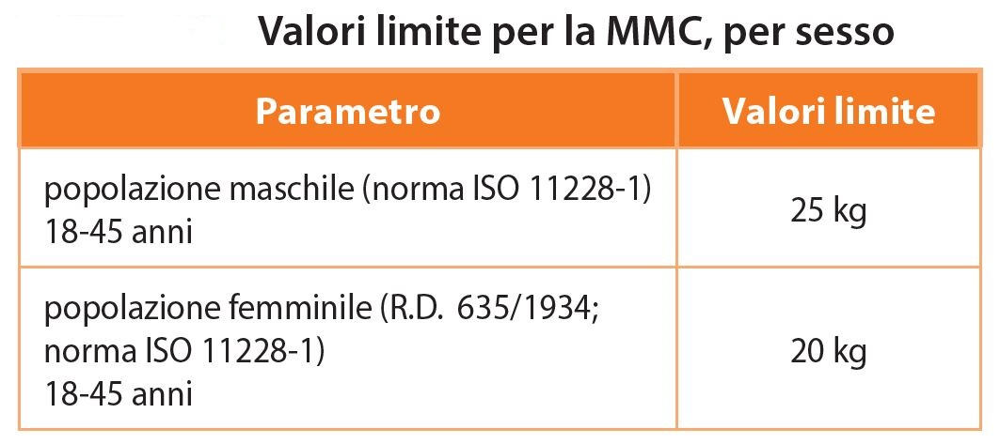 Valori limite per la MMC, per sesso
Parametro
Valori limite
popolazione maschile (norma ISO 11228-1)
18-45 anni
25 kg
popolazione femminile (R.D. 635/1934;
norma ISO 11228-1)
18-45 anni
20 kg